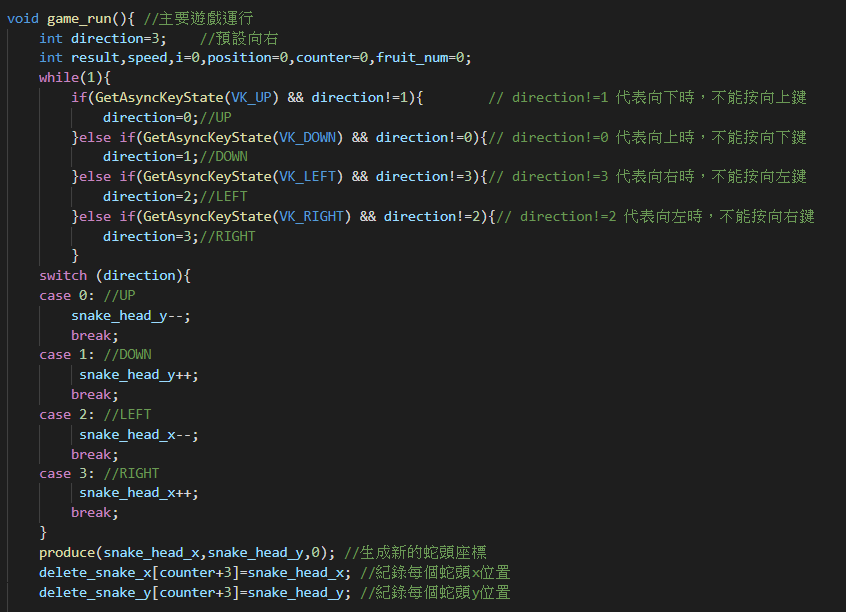 void game_run(){ //主要遊戲運行
int direction=3; //預設向右
int result,speed,i=0,position=0,counter=0,fruit_num=0;
while(1){
if(GetAsyncKeyState(VK_UP) && direction!=1){ // direction!=1 代表向下時，不能按向上鍵
direction=0;//UP
}else if(GetAsyncKeyState(VK_DOWN) && direction!=0){// direction!=0 代表向上時，不能按向下鍵
direction=1;//DOWN
}else if(GetAsyncKeyState(VK_LEFT) && direction!=3){// direction!=3 代表向右時，不能按向左鍵
direction=2;//LEFT
}else if(GetAsyncKeyState(VK_RIGHT) && direction!=2){// direction!=2 代表向左時，不能按向右鍵
direction=3;//RIGHT
}
switch (direction){
case 0: //UP
snake_head_y--;
break;
case 1: //DOWN
snake_head_y++;
break;
case 2: //LEFT
snake_head_x--;
break;
case 3: //RIGHT
snake_head_x++;
break;
}
produce(snake_head_x,snake_head_y,0); //生成新的蛇頭座標
delete_snake_x[counter+3]=snake_head_x; //紀錄每個蛇頭x位置
delete_snake_y[counter+3]=snake_head_y; //紀錄每個蛇頭y位置